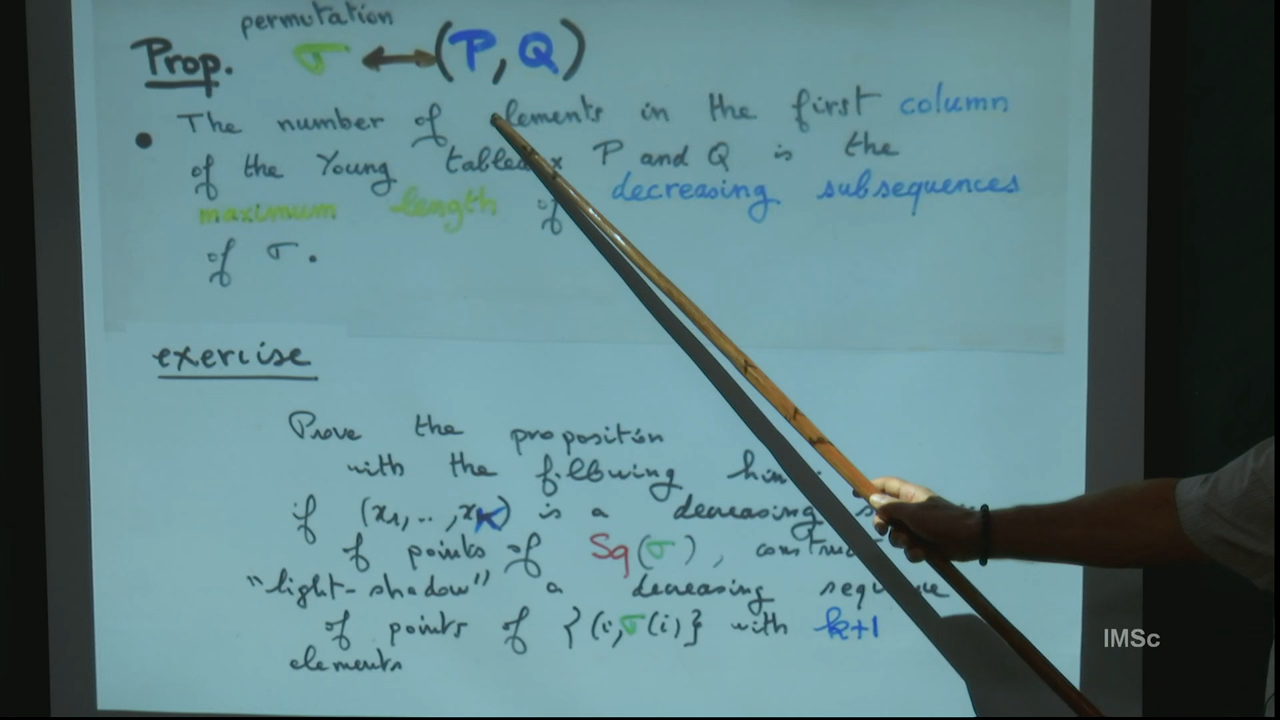 permutation
Prop. σ ↔ (P, Q)
• The number of elements in the first column
of the Young tableaux P and Q is the
maximum length of decreasing subsequences
of σ.
exercise
Prove the proposition
with the following
if (x1, .. , xK) is a decreasing
of points of Sq(σ), construct
"light-shadow" a decreasing sequence
of points of {(i, σ(i)} with k+1
elements
IMSc